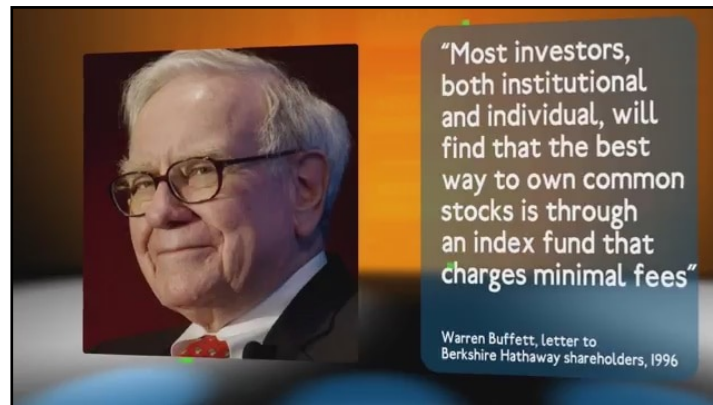 “Most investors,
both institutional
and individual, will
find that the best
way to own common
stocks is through
an index fund that
charges minimal fees”
Warren Buffett, letter to
Berkshire Hathaway shareholders, 1996